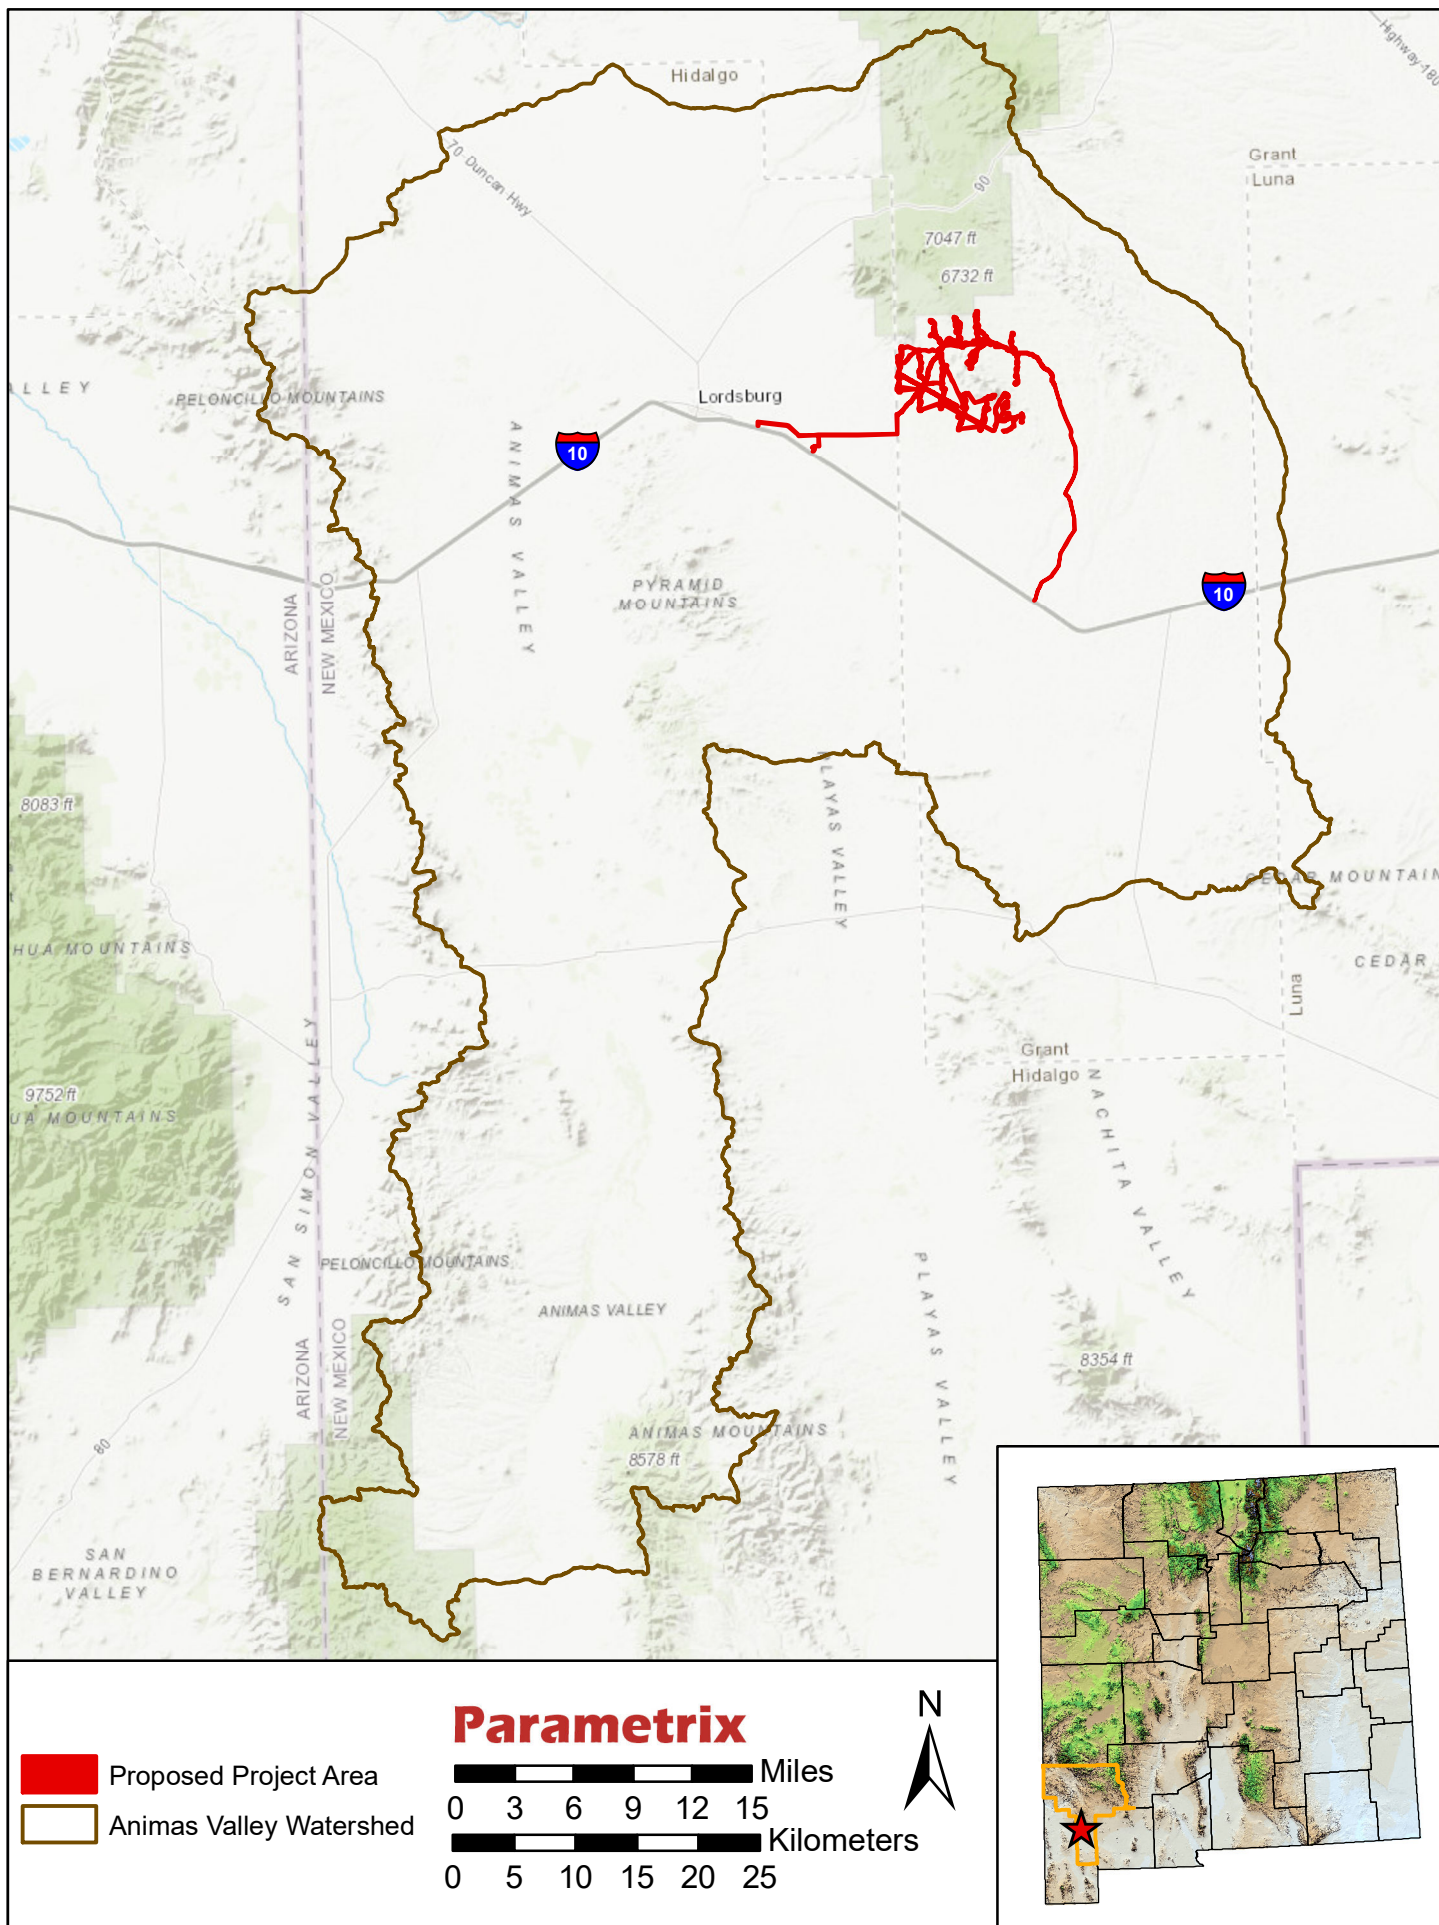 Hidalgo
Highway 180
70-Duncan Hwy
90
Grant
Luna
7047 ft
6732 ft
ALLEY
PELONCILLO MOUNTAINS
Lordsburg
10
ANIMAS VALLEY
PYRAMID
MOUNTAINS
10
ARIZONA
NEW MEXICO
8083 ft
PLAYAS VALLEY
CEDAR MOUNTAIN
HUA MOUNTAINS
CEDAR
Luna
Grant
Hidalgo
9752 ft
UA MOUNTAINS
SAN SIMON VALLEY
HACHITA VALLEY
PELONCILLO MOUNTAINS
ANIMAS VALLEY
PLAYAS VALLEY
ARIZONA
NEW MEXICO
8354 ft
80
ANIMAS MOUNTAINS
8578 ft
SAN
BERNARDINO
VALLEY
Parametrix
N
Proposed Project Area
Animas Valley Watershed
Miles
0 3 6 9 12 15
Kilometers
0 5 10 15 20 25